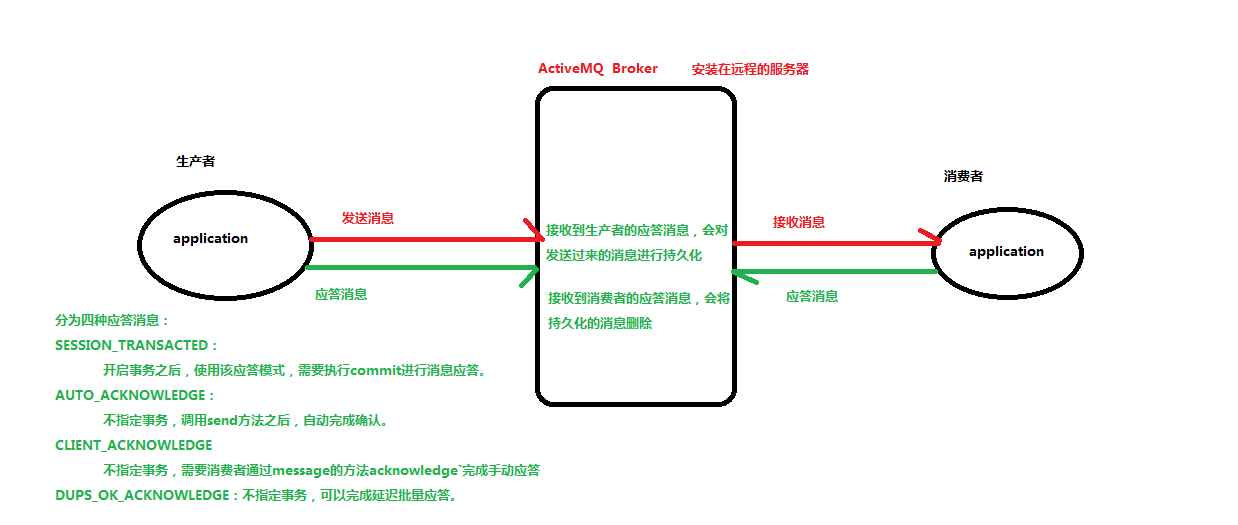 ActiveMQ Broker 安装在远程的服务器
生产者
消费者
application
发送消息
应答消息
接收到生产者的应答消息，会对
发送过来的消息进行持久化
接收到消费者的应答消息，会将
持久化的消息删除
接收消息
应答消息
application
分为四种应答消息：
SESSION_TRANSACTED：
开启事务之后，使用该应答模式，需要执行commit进行消息应答。
AUTO_ACKNOWLEDGE：
不指定事务，调用send方法之后，自动完成确认。
CLIENT_ACKNOWLEDGE
不指定事务，需要消费者通过message的方法acknowledge`完成手动应答
DUPS_OK_ACKNOWLEDGE：不指定事务，可以完成延迟批量应答。